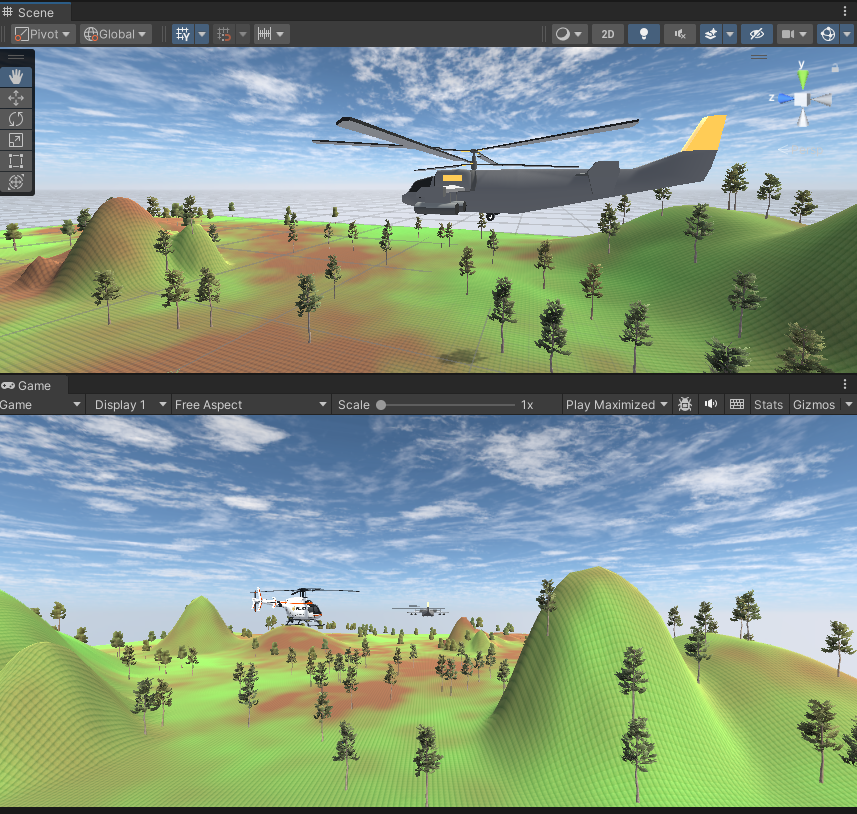 Scene
Pivot Global 2D
y
z
Game
Game Display 1 Free Aspect Scale 1x Play Maximized Stats Gizmos